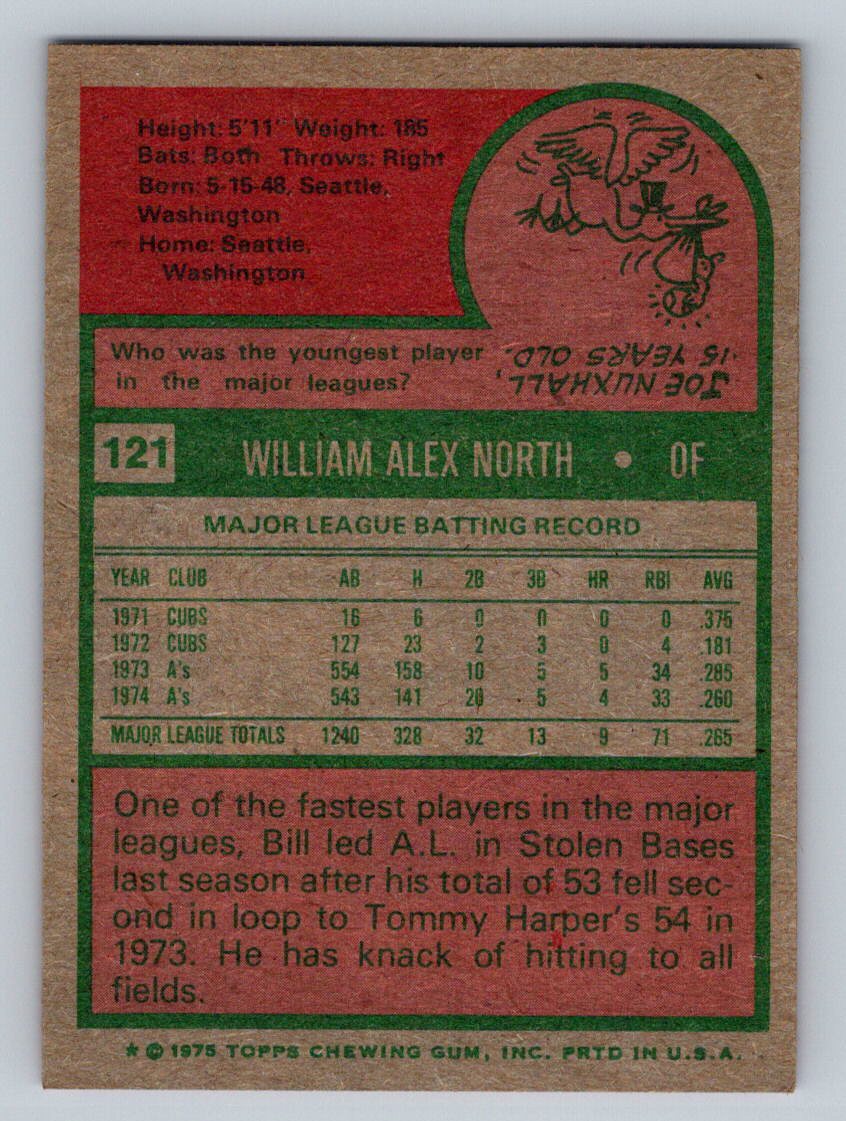 Height: 5'11" Weight: 185
Bats: Both Throws: Right
Born: 5-15-48, Seattle,
Washington
Home: Seattle,
Washington
Who was the youngest player
in the major leagues?
JOE NUXHALL,
15 YEARS OLD.
121 WILLIAM ALEX NORTH • OF
MAJOR LEAGUE BATTING RECORD
YEAR CLUB AB H 2B 3B HR RBI AVG
1971 CUBS 16 6 0 0 0 0 .375
1972 CUBS 127 23 2 3 0 4 .181
1973 A's 554 158 10 5 5 34 .285
1974 A's 543 141 20 5 4 33 .260
MAJOR LEAGUE TOTALS 1240 328 32 13 9 71 .265
One of the fastest players in the major
leagues, Bill led A.L. in Stolen Bases
last season after his total of 53 fell sec-
ond in loop to Tommy Harper's 54 in
1973. He has knack of hitting to all
fields.
* © 1975 TOPPS CHEWING GUM, INC. PRTD IN U.S.A.